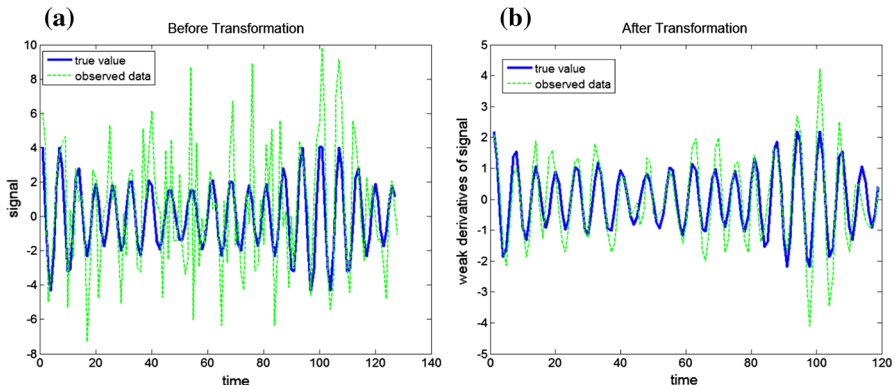 (a)
Before Transformation
true value
observed data
signal
10
8
6
4
2
0
-2
-4
-6
-8
0 20 40 60 80 100 120 140
time
(b)
After Transformation
true value
observed data
weak derivatives of signal
5
4
3
2
1
0
-1
-2
-3
-4
-5
0 20 40 60 80 100 120
time